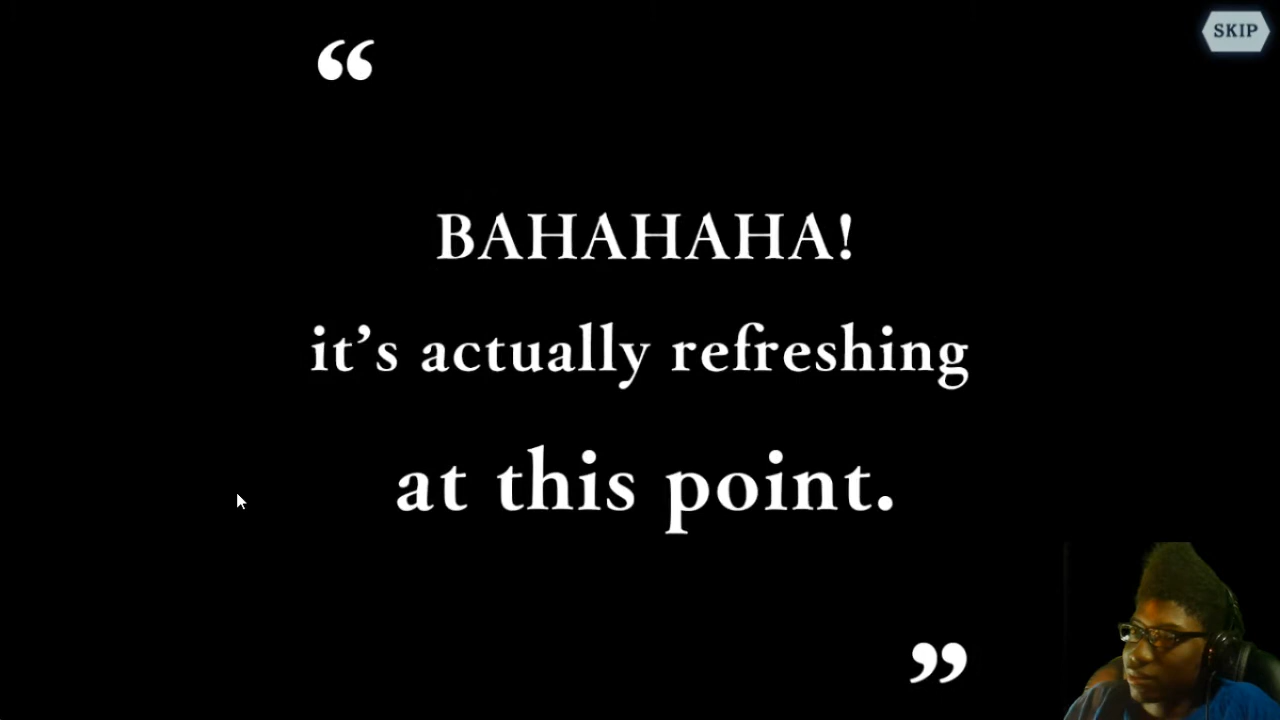 SKIP
“
BAHAHAHA!
it’s actually refreshing
at this point.
”